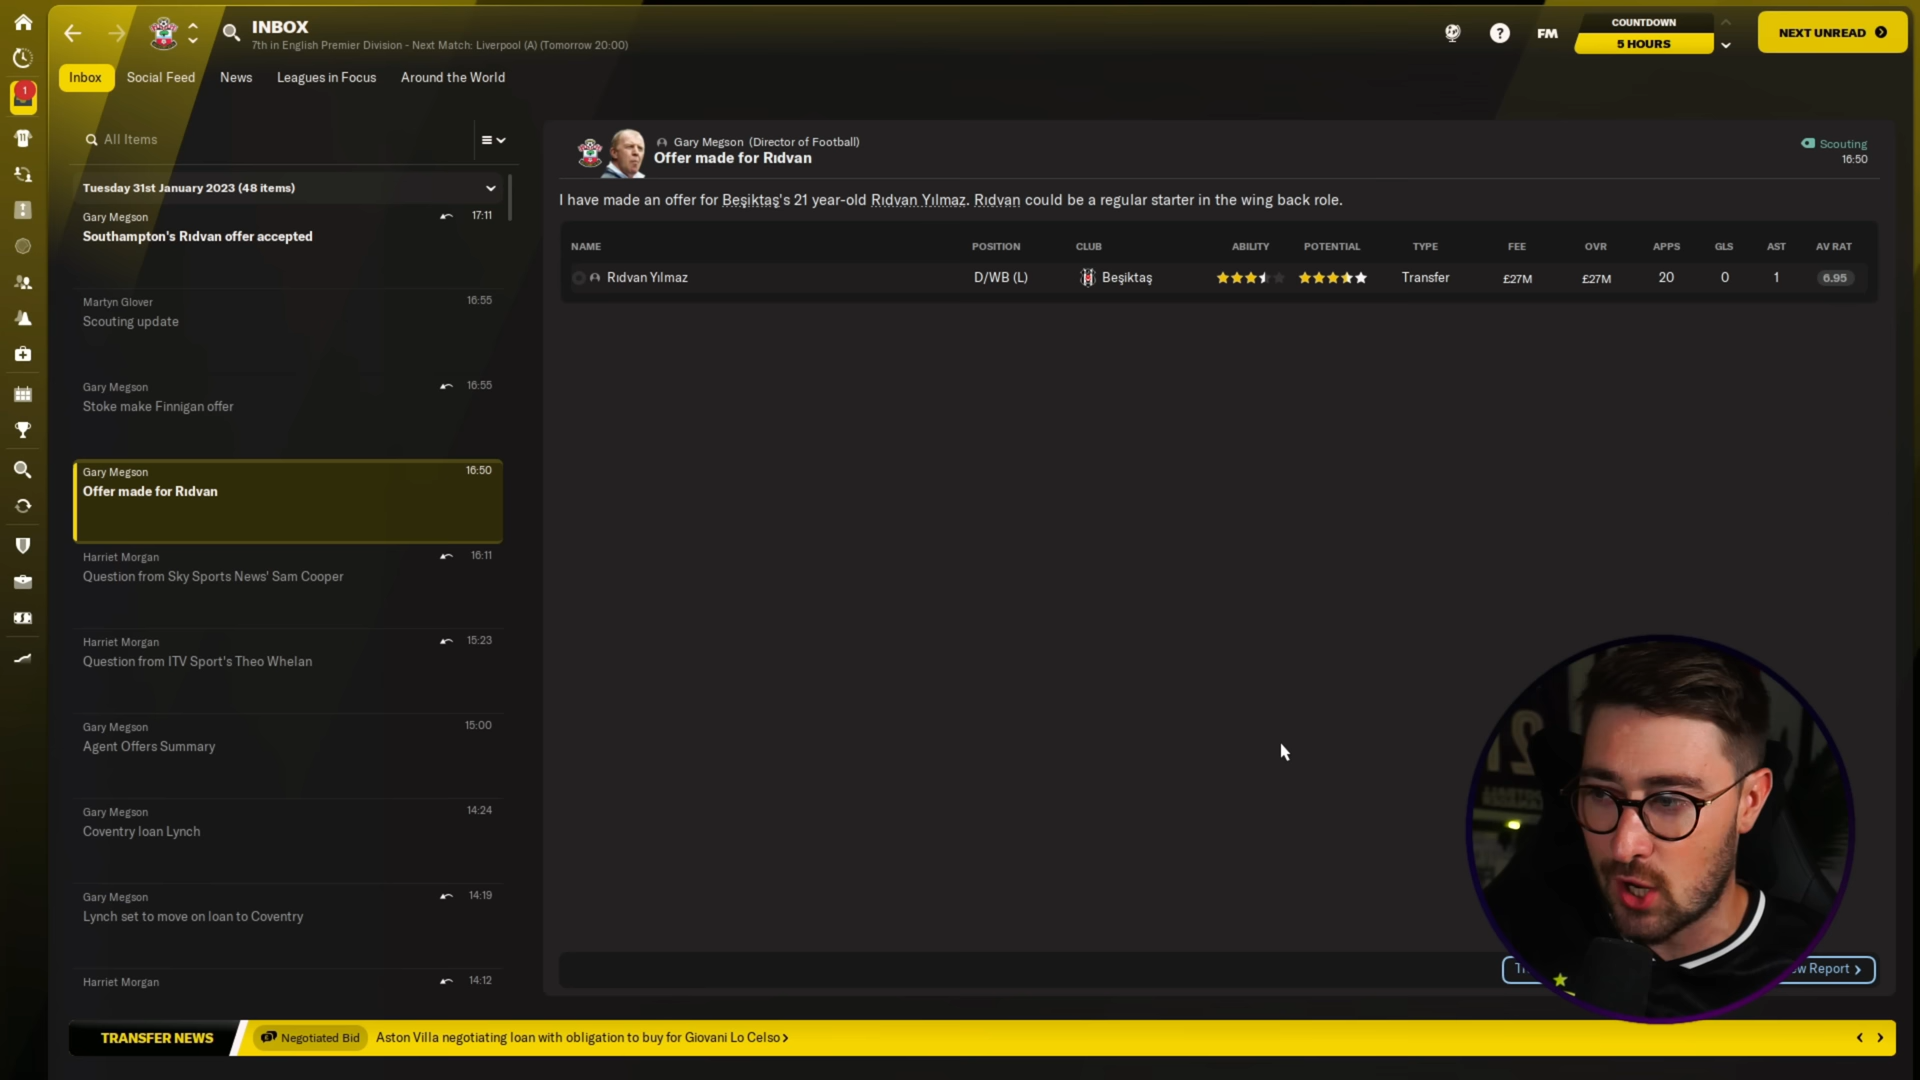 INBOX
7th in English Premier Division - Next Match: Liverpool (A) (Tomorrow 20:00)
FM
COUNTDOWN
5 HOURS
NEXT UNREAD
1
Inbox
Social Feed
News
Leagues in Focus
Around the World
All Items
Tuesday 31st January 2023 (48 items)
Gary Megson 17:11
Southampton's Rıdvan offer accepted
Martyn Glover 16:55
Scouting update
Gary Megson 16:55
Stoke make Finnigan offer
Gary Megson 16:50
Offer made for Rıdvan
Harriet Morgan 16:11
Question from Sky Sports News' Sam Cooper
Harriet Morgan 15:23
Question from ITV Sport's Theo Whelan
Gary Megson 15:00
Agent Offers Summary
Gary Megson 14:24
Coventry loan Lynch
Gary Megson 14:19
Lynch set to move on loan to Coventry
Harriet Morgan 14:12
Gary Megson (Director of Football)
Offer made for Rıdvan
Scouting
16:50
I have made an offer for Beşiktaş's 21 year-old Rıdvan Yılmaz. Rıdvan could be a regular starter in the wing back role.
NAME POSITION CLUB ABILITY POTENTIAL TYPE FEE OVR APPS GLS AST AV RAT
Rıdvan Yılmaz D/WB (L) Beşiktaş Transfer £27M £27M 20 0 1 6.95
Report
TRANSFER NEWS
Negotiated Bid
Aston Villa negotiating loan with obligation to buy for Giovani Lo Celso